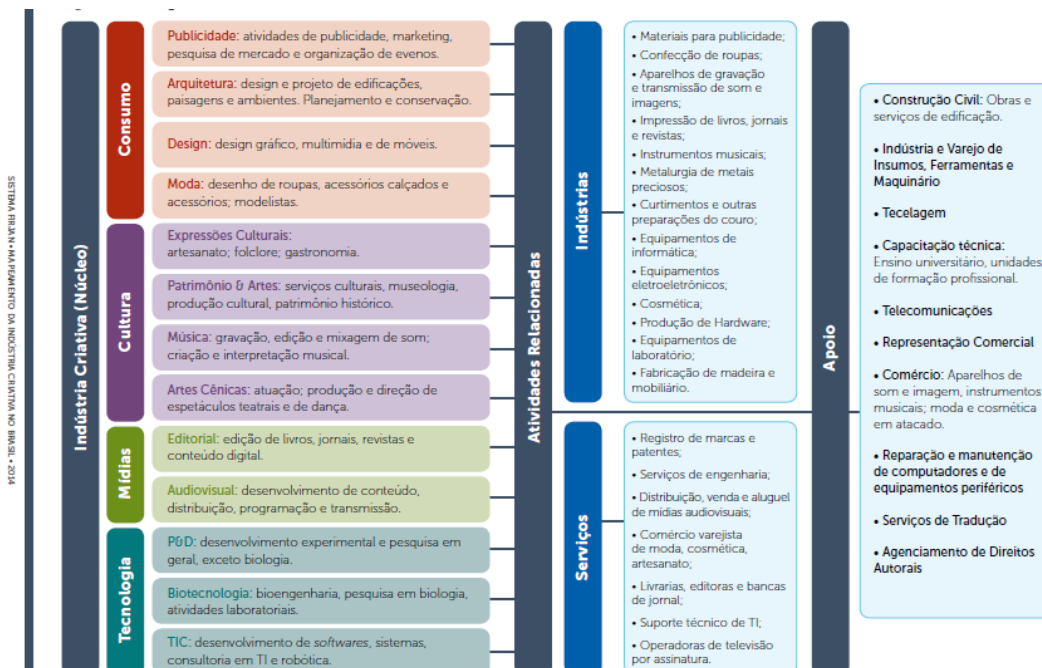 SISTEMA FIRJAN • MAPEAMENTO DA INDÚSTRIA CRIATIVA NO BRASIL • 2014
Indústria Criativa (Núcleo)
Consumo
Publicidade: atividades de publicidade, marketing,
pesquisa de mercado e organização de evenos.
Arquitetura: design e projeto de edificações,
paisagens e ambientes. Planejamento e conservação.
Design: design gráfico, multimídia e de móveis.
Moda: desenho de roupas, acessórios calçados e
acessórios; modelistas.
Cultura
Expressões Culturais:
artesanato; folclore; gastronomia.
Patrimônio & Artes: serviços culturais, museologia,
produção cultural, patrimônio histórico.
Música: gravação, edição e mixagem de som;
criação e interpretação musical.
Artes Cênicas: atuação; produção e direção de
espetáculos teatrais e de dança.
Mídias
Editorial: edição de livros, jornais, revistas e
conteúdo digital.
Audiovisual: desenvolvimento de conteúdo,
distribuição, programação e transmissão.
Tecnologia
P&D: desenvolvimento experimental e pesquisa em
geral, exceto biologia.
Biotecnologia: bioengenharia, pesquisa em biologia,
atividades laboratoriais.
TIC: desenvolvimento de softwares, sistemas,
consultoria em TI e robótica.
Atividades Relacionadas
Indústrias
• Materiais para publicidade;
• Confecção de roupas;
• Aparelhos de gravação
e transmissão de som e
imagens;
• Impressão de livros, jornais
e revistas;
• Instrumentos musicais;
• Metalurgia de metais
preciosos;
• Curtimentos e outras
preparações do couro;
• Equipamentos de
informática;
• Equipamentos
eletroeletrônicos;
• Cosmética;
• Produção de Hardware;
• Equipamentos de
laboratório;
• Fabricação de madeira e
mobiliário.
Serviços
• Registro de marcas e
patentes;
• Serviços de engenharia;
• Distribuição, venda e aluguel
de mídias audiovisuais;
• Comércio varejista
de moda, cosmética,
artesanato;
• Livrarias, editoras e bancas
de jornal;
• Suporte técnico de TI;
• Operadoras de televisão
por assinatura.
Apoio
• Construção Civil: Obras e
serviços de edificação.
• Indústria e Varejo de
Insumos, Ferramentas e
Maquinário
• Tecelagem
• Capacitação técnica:
Ensino universitário, unidades
de formação profissional.
• Telecomunicações
• Representação Comercial
• Comércio: Aparelhos de
som e imagem, instrumentos
musicais; moda e cosmética
em atacado.
• Reparação e manutenção
de computadores e de
equipamentos periféricos
• Serviços de Tradução
• Agenciamento de Direitos
Autorais